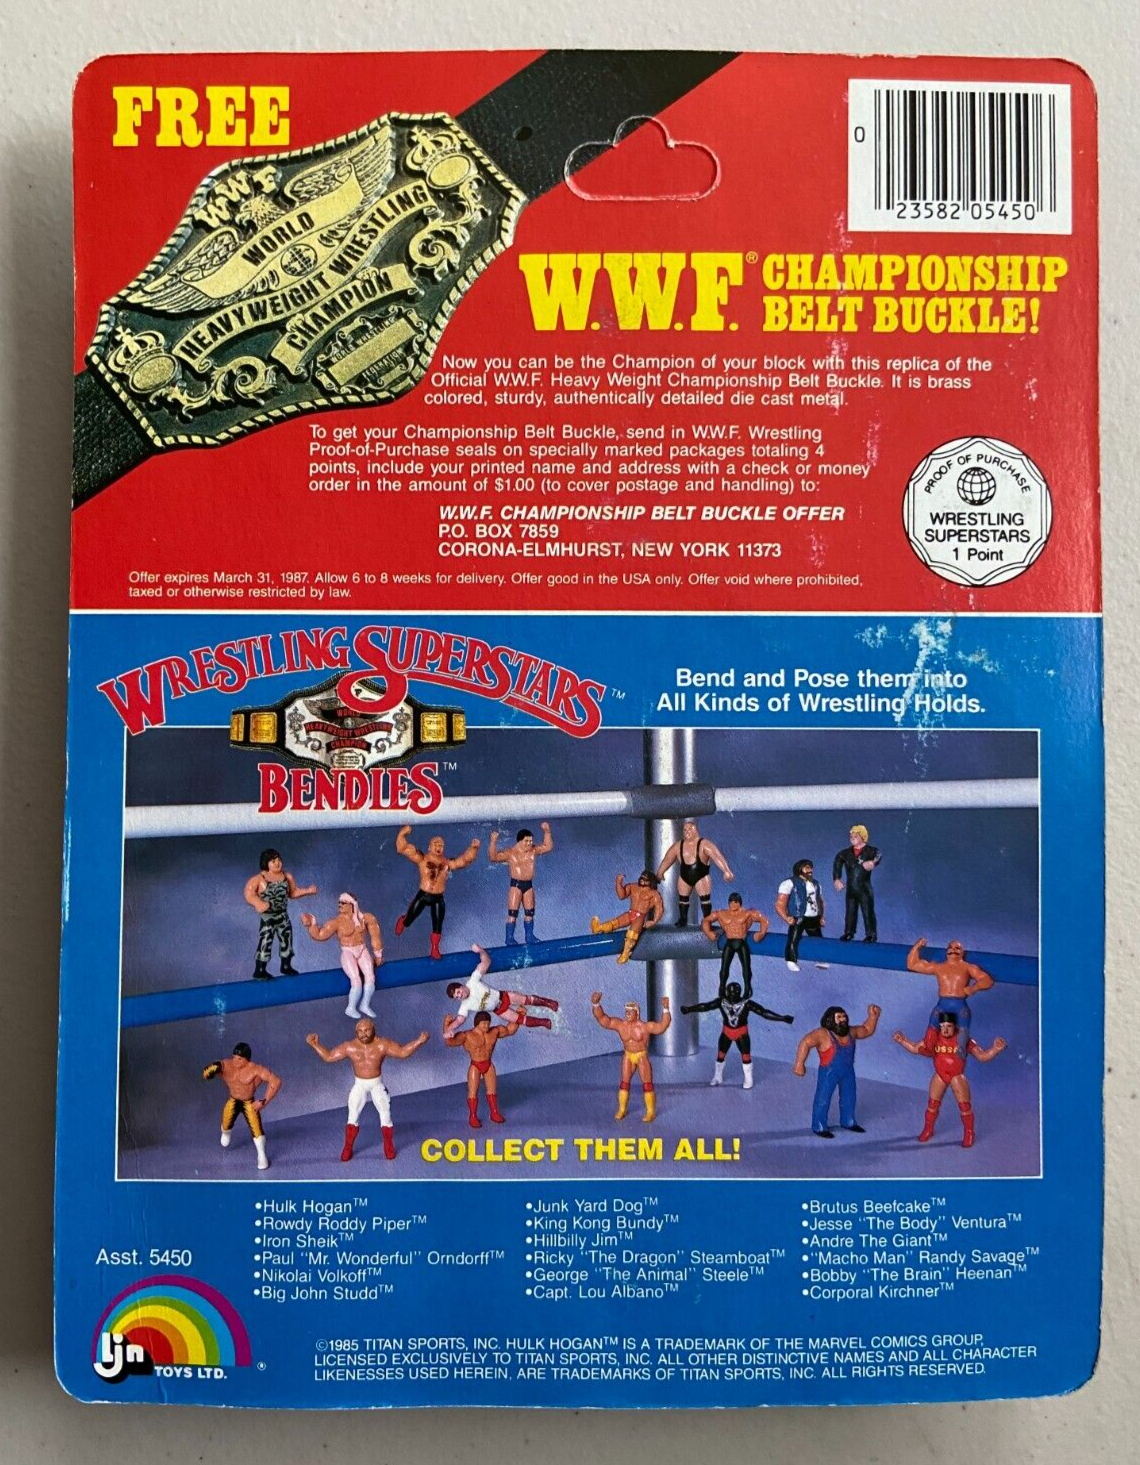 FREE
W.W.F.
WORLD
HEAVYWEIGHT WRESTLING
CHAMPION
0
23582 05450
W.W.F.® CHAMPIONSHIP
BELT BUCKLE!
Now you can be the Champion of your block with this replica of the
Official W.W.F. Heavy Weight Championship Belt Buckle. It is brass
colored, sturdy, authentically detailed die cast metal.
To get your Championship Belt Buckle, send in W.W.F. Wrestling
Proof-of-Purchase seals on specially marked packages totaling 4
points, include your printed name and address with a check or money
order in the amount of $1.00 (to cover postage and handling) to:
W.W.F. CHAMPIONSHIP BELT BUCKLE OFFER
P.O. BOX 7859
CORONA-ELMHURST, NEW YORK 11373
PROOF OF PURCHASE
WRESTLING
SUPERSTARS
1 Point
Offer expires March 31, 1987. Allow 6 to 8 weeks for delivery. Offer good in the USA only. Offer void where prohibited,
taxed or otherwise restricted by law.
WRESTLING SUPERSTARS™
WORLD
HEAVYWEIGHT WRESTLING
CHAMPION
BENDIES™
Bend and Pose them into
All Kinds of Wrestling Holds.
USSR
COLLECT THEM ALL!
•Hulk Hogan™
•Rowdy Roddy Piper™
•Iron Sheik™
•Paul "Mr. Wonderful" Orndorff™
•Nikolai Volkoff™
•Big John Studd™
•Junk Yard Dog™
•King Kong Bundy™
•Hillbilly Jim™
•Ricky "The Dragon" Steamboat™
•George "The Animal" Steele™
•Capt. Lou Albano™
•Brutus Beefcake™
•Jesse "The Body" Ventura™
•Andre The Giant™
•"Macho Man" Randy Savage™
•Bobby "The Brain" Heenan™
•Corporal Kirchner™
Asst. 5450
ljn
TOYS LTD. ®
©1985 TITAN SPORTS, INC. HULK HOGAN™ IS A TRADEMARK OF THE MARVEL COMICS GROUP,
LICENSED EXCLUSIVELY TO TITAN SPORTS, INC. ALL OTHER DISTINCTIVE NAMES AND ALL CHARACTER
LIKENESSES USED HEREIN, ARE TRADEMARKS OF TITAN SPORTS, INC. ALL RIGHTS RESERVED.